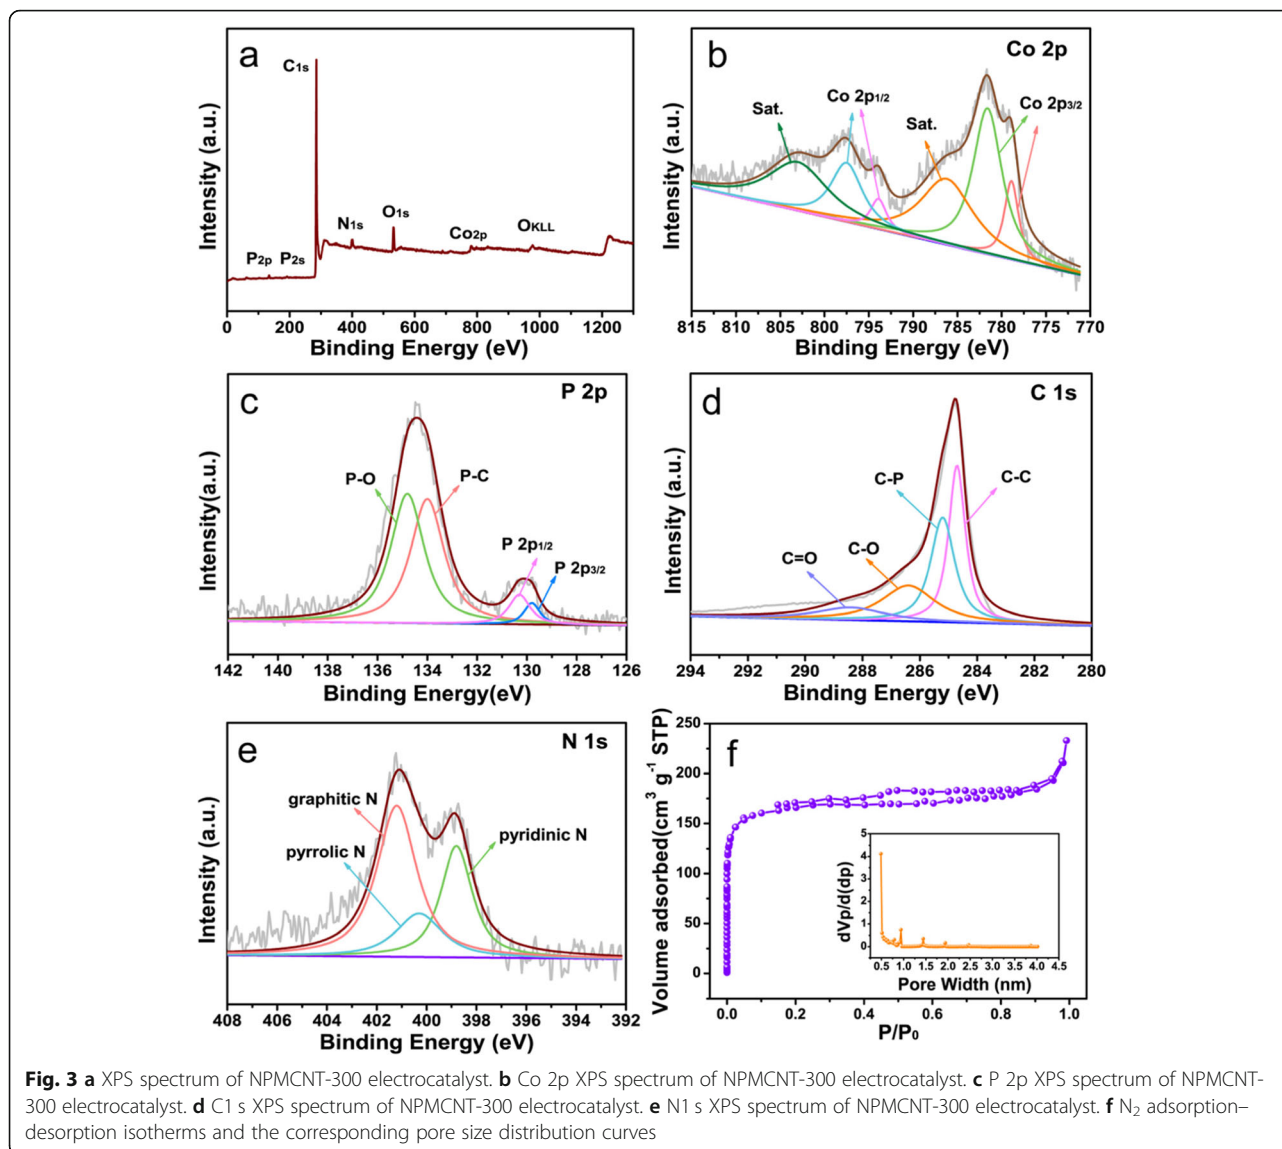 a
C1s
N1s
O1s
Co2p
OKLL
P2p P2s
Intensity (a.u.)
0 200 400 600 800 1000 1200
Binding Energy (eV)
b
Co 2p
Sat.
Co 2p1/2
Sat.
Co 2p3/2
Intensity (a.u.)
815 810 805 800 795 790 785 780 775 770
Binding Energy (eV)
c
P 2p
P-O
P-C
P 2p1/2
P 2p3/2
Intensity(a.u.)
142 140 138 136 134 132 130 128 126
Binding Energy(eV)
d
C 1s
C-P
C-C
C=O
C-O
Intensity (a.u.)
294 292 290 288 286 284 282 280
Binding Energy (eV)
e
N 1s
graphitic N
pyrrolic N
pyridinic N
Intensity (a.u.)
408 406 404 402 400 398 396 394 392
Binding Energy (eV)
f
Volume adsorbed(cm³ g⁻¹ STP)
250
200
150
100
50
0
0.0 0.2 0.4 0.6 0.8 1.0
P/P₀
dVp/d(dp)
5
4
3
2
1
0
0.5 1.0 1.5 2.0 2.5 3.0 3.5 4.0 4.5
Pore Width (nm)
Fig. 3 a XPS spectrum of NPMCNT-300 electrocatalyst. b Co 2p XPS spectrum of NPMCNT-300 electrocatalyst. c P 2p XPS spectrum of NPMCNT-
300 electrocatalyst. d C1 s XPS spectrum of NPMCNT-300 electrocatalyst. e N1 s XPS spectrum of NPMCNT-300 electrocatalyst. f N₂ adsorption–
desorption isotherms and the corresponding pore size distribution curves